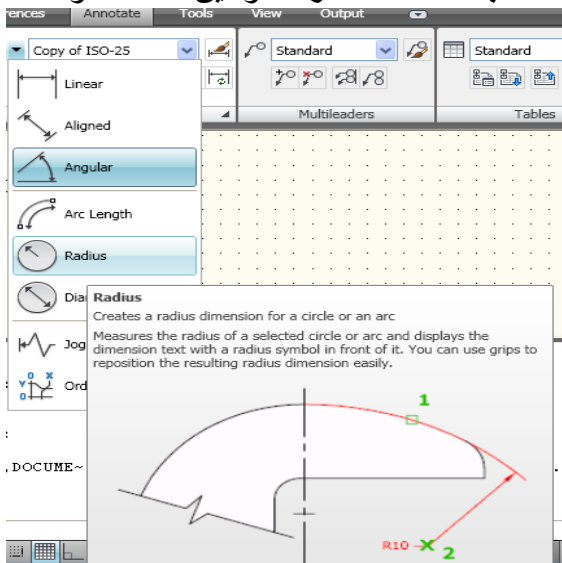 rences Annotate Tools View Output
Copy of ISO-25
Standard
Standard
Multileaders
Tables
Linear
Aligned
Angular
Arc Length
Radius
Dia
Jog
Ord
Radius
Creates a radius dimension for a circle or an arc
Measures the radius of a selected circle or arc and displays the
dimension text with a radius symbol in front of it. You can use grips to
reposition the resulting radius dimension easily.
1
R10
2
.DOCUME~